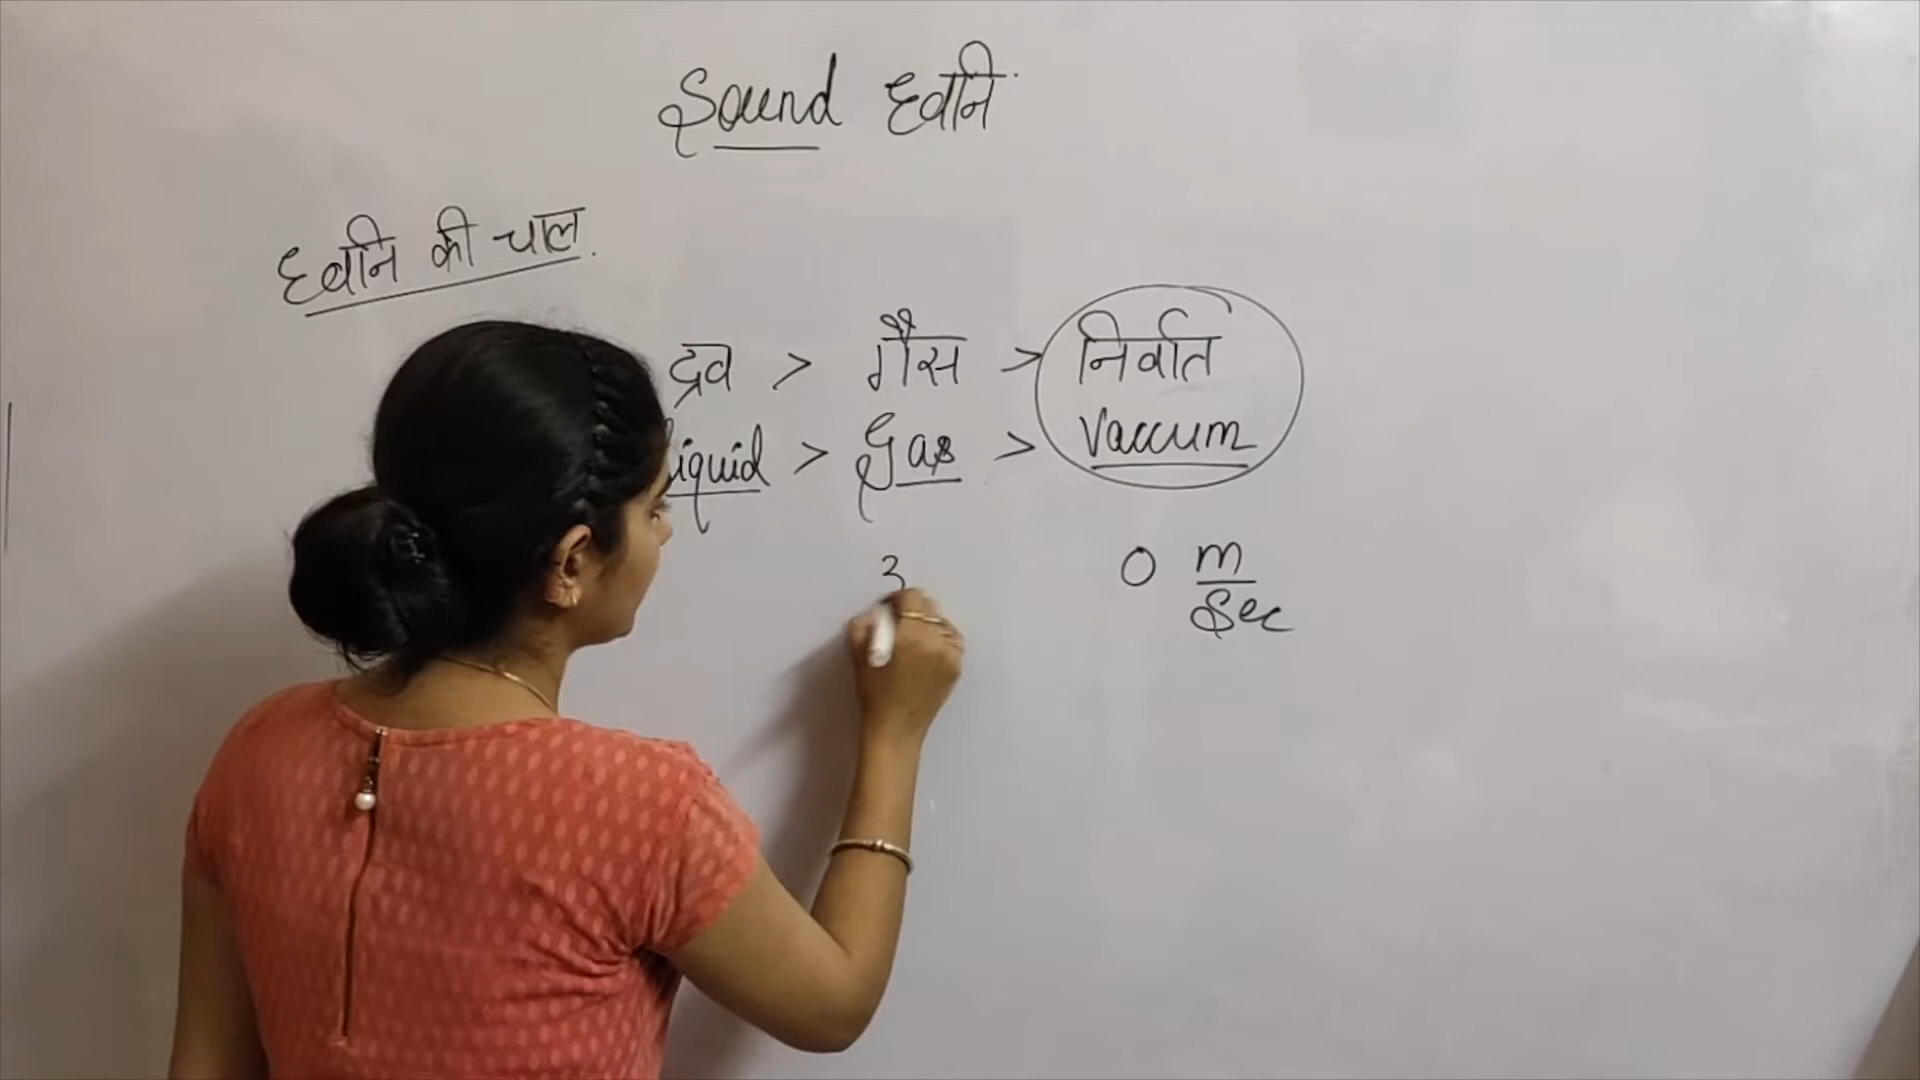 Sound ध्वनि
ध्वनि की चाल.
द्रव > गैस > निर्वात
iquid > Gas > Vaccum
3 0 m
Sec